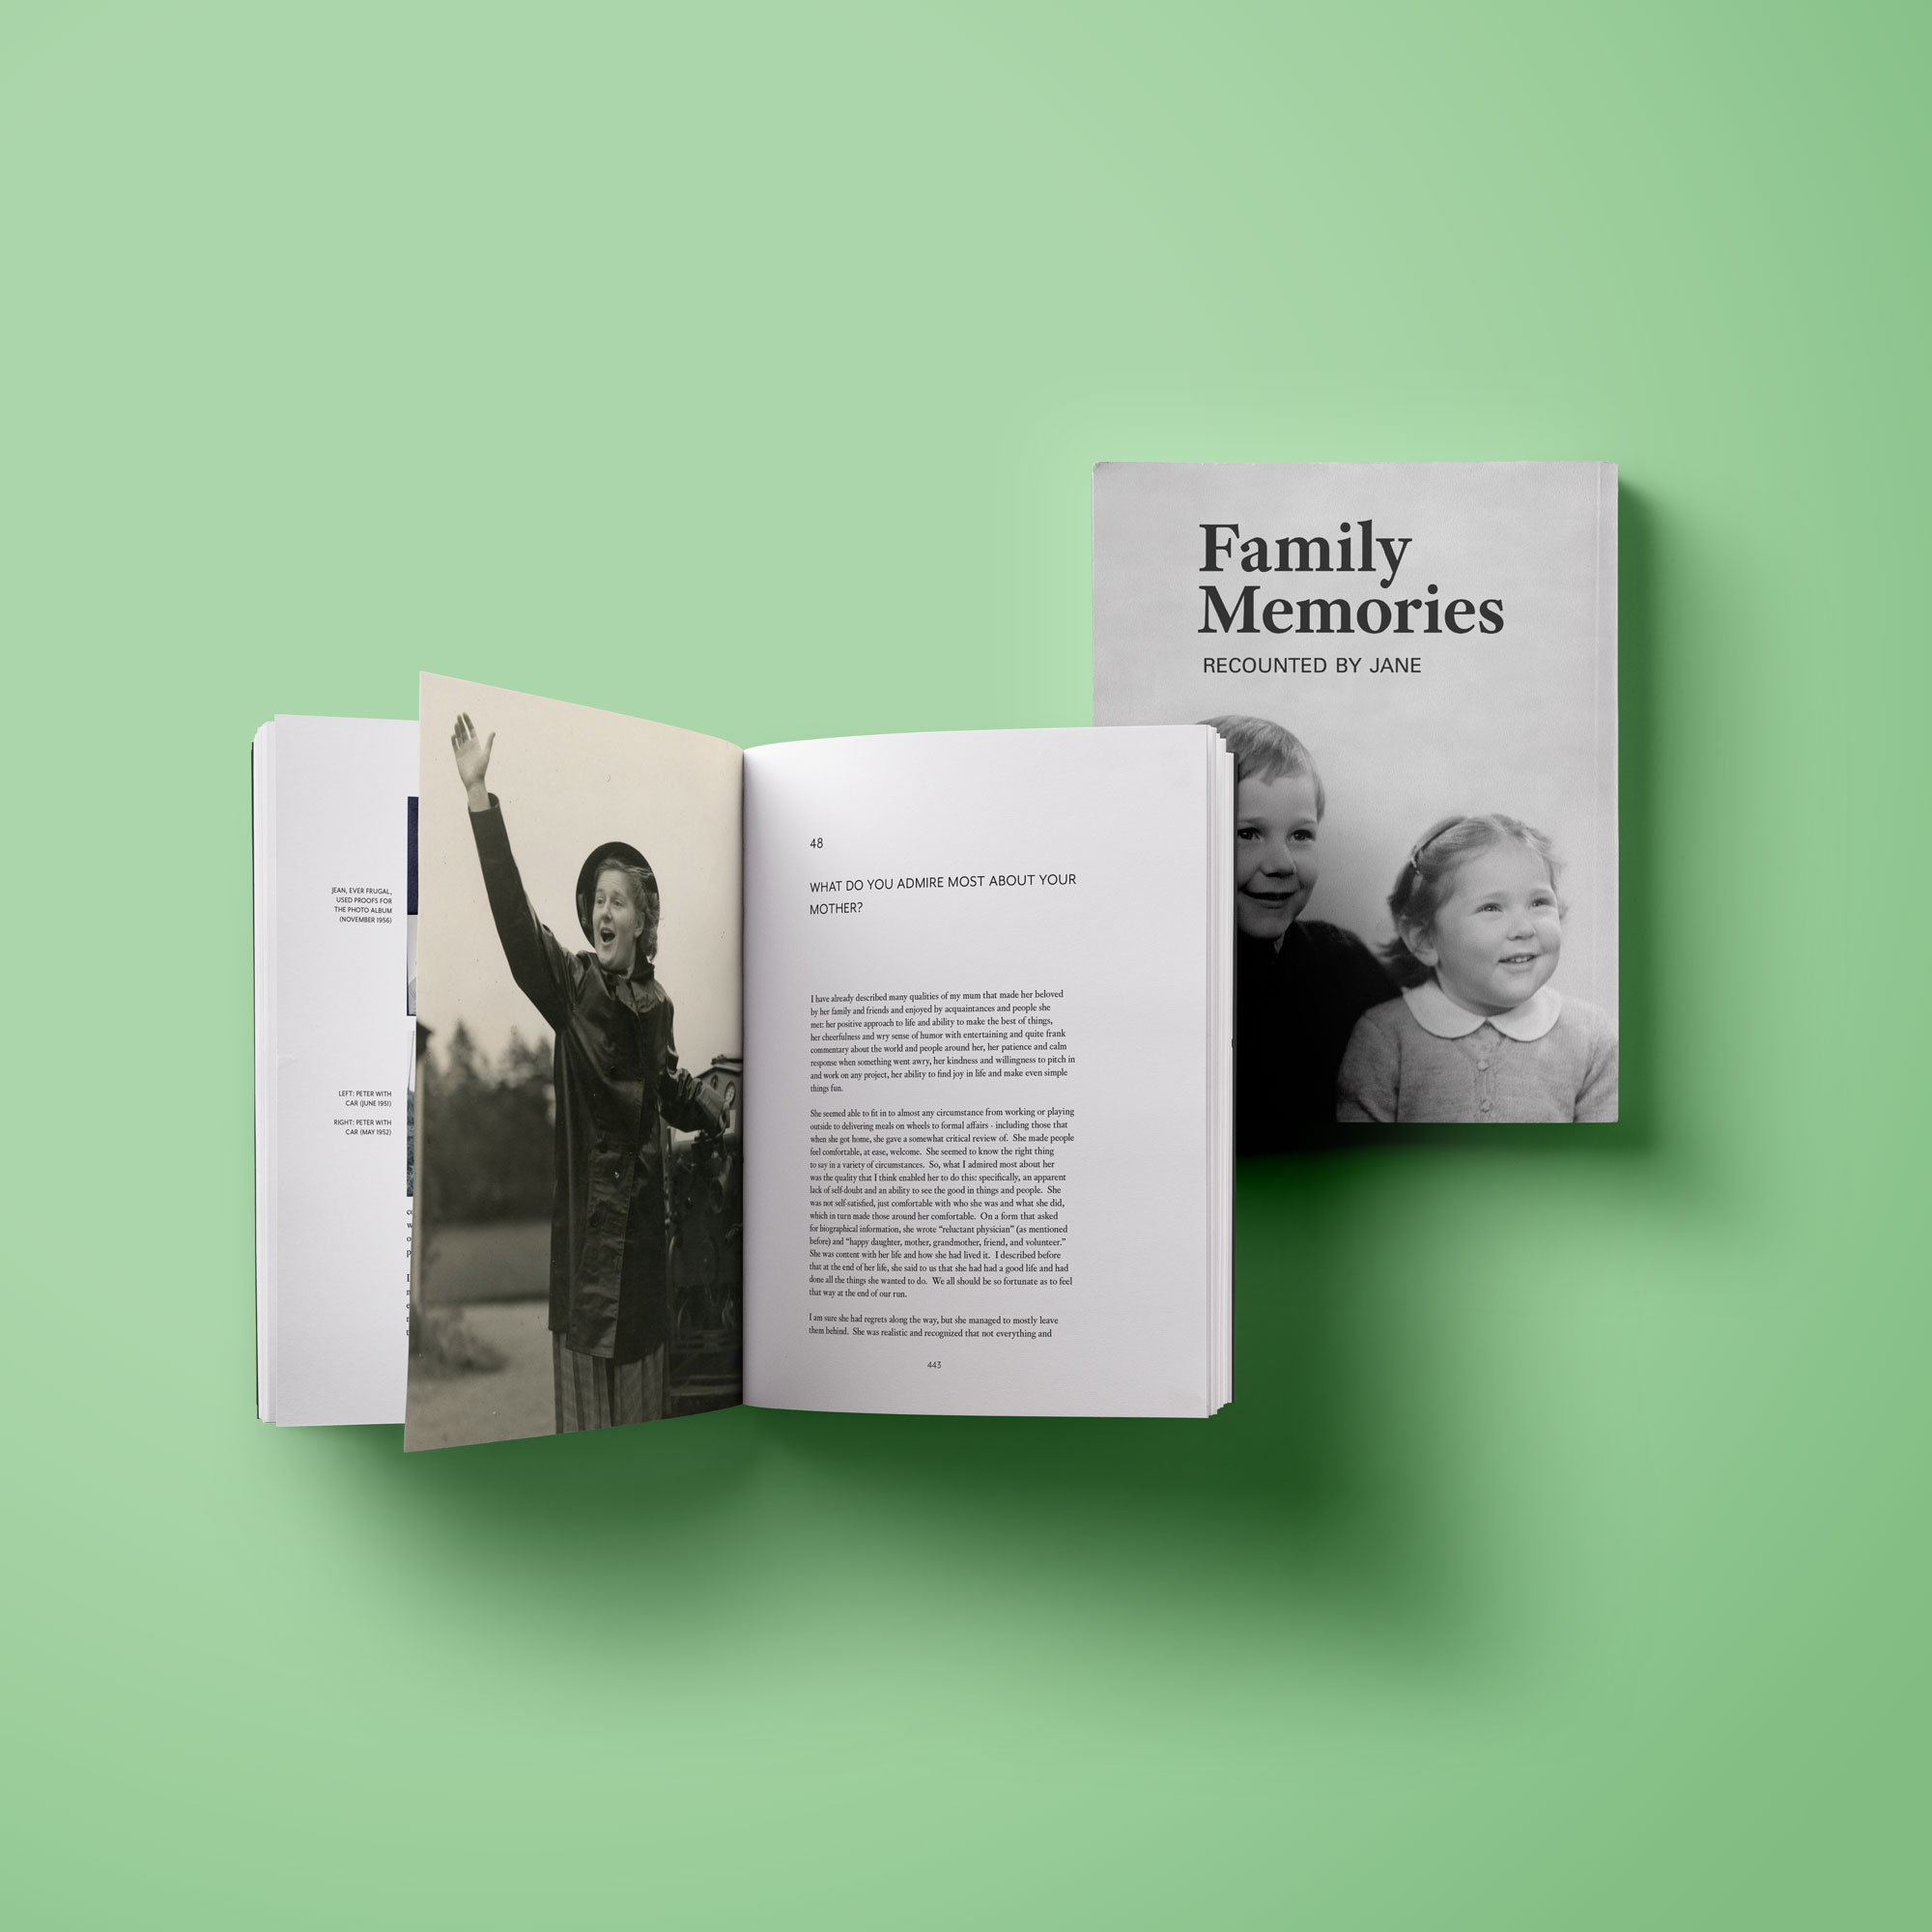 Family
Memories
RECOUNTED BY JANE
JEAN, EVER FRUGAL,
USED PROOFS FOR
THE PHOTO ALBUM
(NOVEMBER 1956)
LEFT: PETER WITH
CAR (JUNE 1951)
RIGHT: PETER WITH
CAR (MAY 1952)
48
WHAT DO YOU ADMIRE MOST ABOUT YOUR
MOTHER?
I have already described many qualities of my mum that made her beloved
by her family and friends and enjoyed by acquaintances and people she
met: her positive approach to life and ability to make the best of things,
her cheerfulness and wry sense of humor with entertaining and quite frank
commentary about the world and people around her, her patience and calm
response when something went awry, her kindness and willingness to pitch in
and work on any project, her ability to find joy in life and make even simple
things fun.
She seemed able to fit in to almost any circumstance from working or playing
outside to delivering meals on wheels to formal affairs - including those that
when she got home, she gave a somewhat critical review of. She made people
feel comfortable, at ease, welcome. She seemed to know the right thing
to say in a variety of circumstances. So, what I admired most about her
was the quality that I think enabled her to do this: specifically, an apparent
lack of self-doubt and an ability to see the good in things and people. She
was not self-satisfied, just comfortable with who she was and what she did,
which in turn made those around her comfortable. On a form that asked
for biographical information, she wrote “reluctant physician” (as mentioned
before) and “happy daughter, mother, grandmother, friend, and volunteer.”
She was content with her life and how she had lived it. I described before
that at the end of her life, she said to us that she had had a good life and had
done all the things she wanted to do. We all should be so fortunate as to feel
that way at the end of our run.
I am sure she had regrets along the way, but she managed to mostly leave
them behind. She was realistic and recognized that not everything and
443